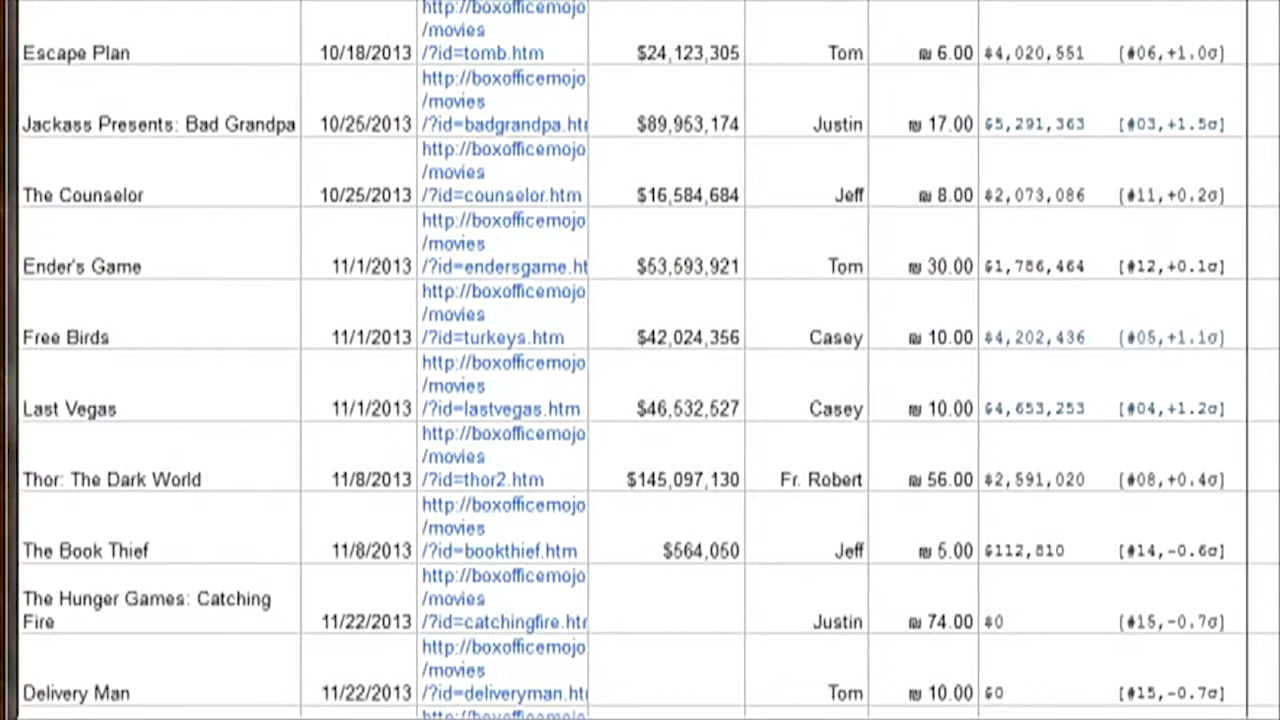 http://boxofficemojo
/movies
Escape Plan 10/18/2013 /?id=tomb.htm $24,123,305 Tom ₪ 6.00 $4,020,551 [#06,+1.0σ]
http://boxofficemojo
/movies
Jackass Presents: Bad Grandpa 10/25/2013 /?id=badgrandpa.htm $89,953,174 Justin ₪ 17.00 $5,291,363 [#03,+1.5σ]
http://boxofficemojo
/movies
The Counselor 10/25/2013 /?id=counselor.htm $16,584,684 Jeff ₪ 8.00 $2,073,086 [#11,+0.2σ]
http://boxofficemojo
/movies
Ender's Game 11/1/2013 /?id=endersgame.ht $53,593,921 Tom ₪ 30.00 $1,786,464 [#12,+0.1σ]
http://boxofficemojo
/movies
Free Birds 11/1/2013 /?id=turkeys.htm $42,024,356 Casey ₪ 10.00 $4,202,436 [#05,+1.1σ]
http://boxofficemojo
/movies
Last Vegas 11/1/2013 /?id=lastvegas.htm $46,532,527 Casey ₪ 10.00 $4,653,253 [#04,+1.2σ]
http://boxofficemojo
/movies
Thor: The Dark World 11/8/2013 /?id=thor2.htm $145,097,130 Fr. Robert ₪ 56.00 $2,591,020 [#08,+0.4σ]
http://boxofficemojo
/movies
The Book Thief 11/8/2013 /?id=bookthief.htm $564,050 Jeff ₪ 5.00 $112,810 [#14,-0.6σ]
http://boxofficemojo
The Hunger Games: Catching /movies
Fire 11/22/2013 /?id=catchingfire.htm Justin ₪ 74.00 $0 [#15,-0.7σ]
http://boxofficemojo
/movies
Delivery Man 11/22/2013 /?id=deliveryman.htm Tom ₪ 10.00 $0 [#15,-0.7σ]
http://boxofficemojo